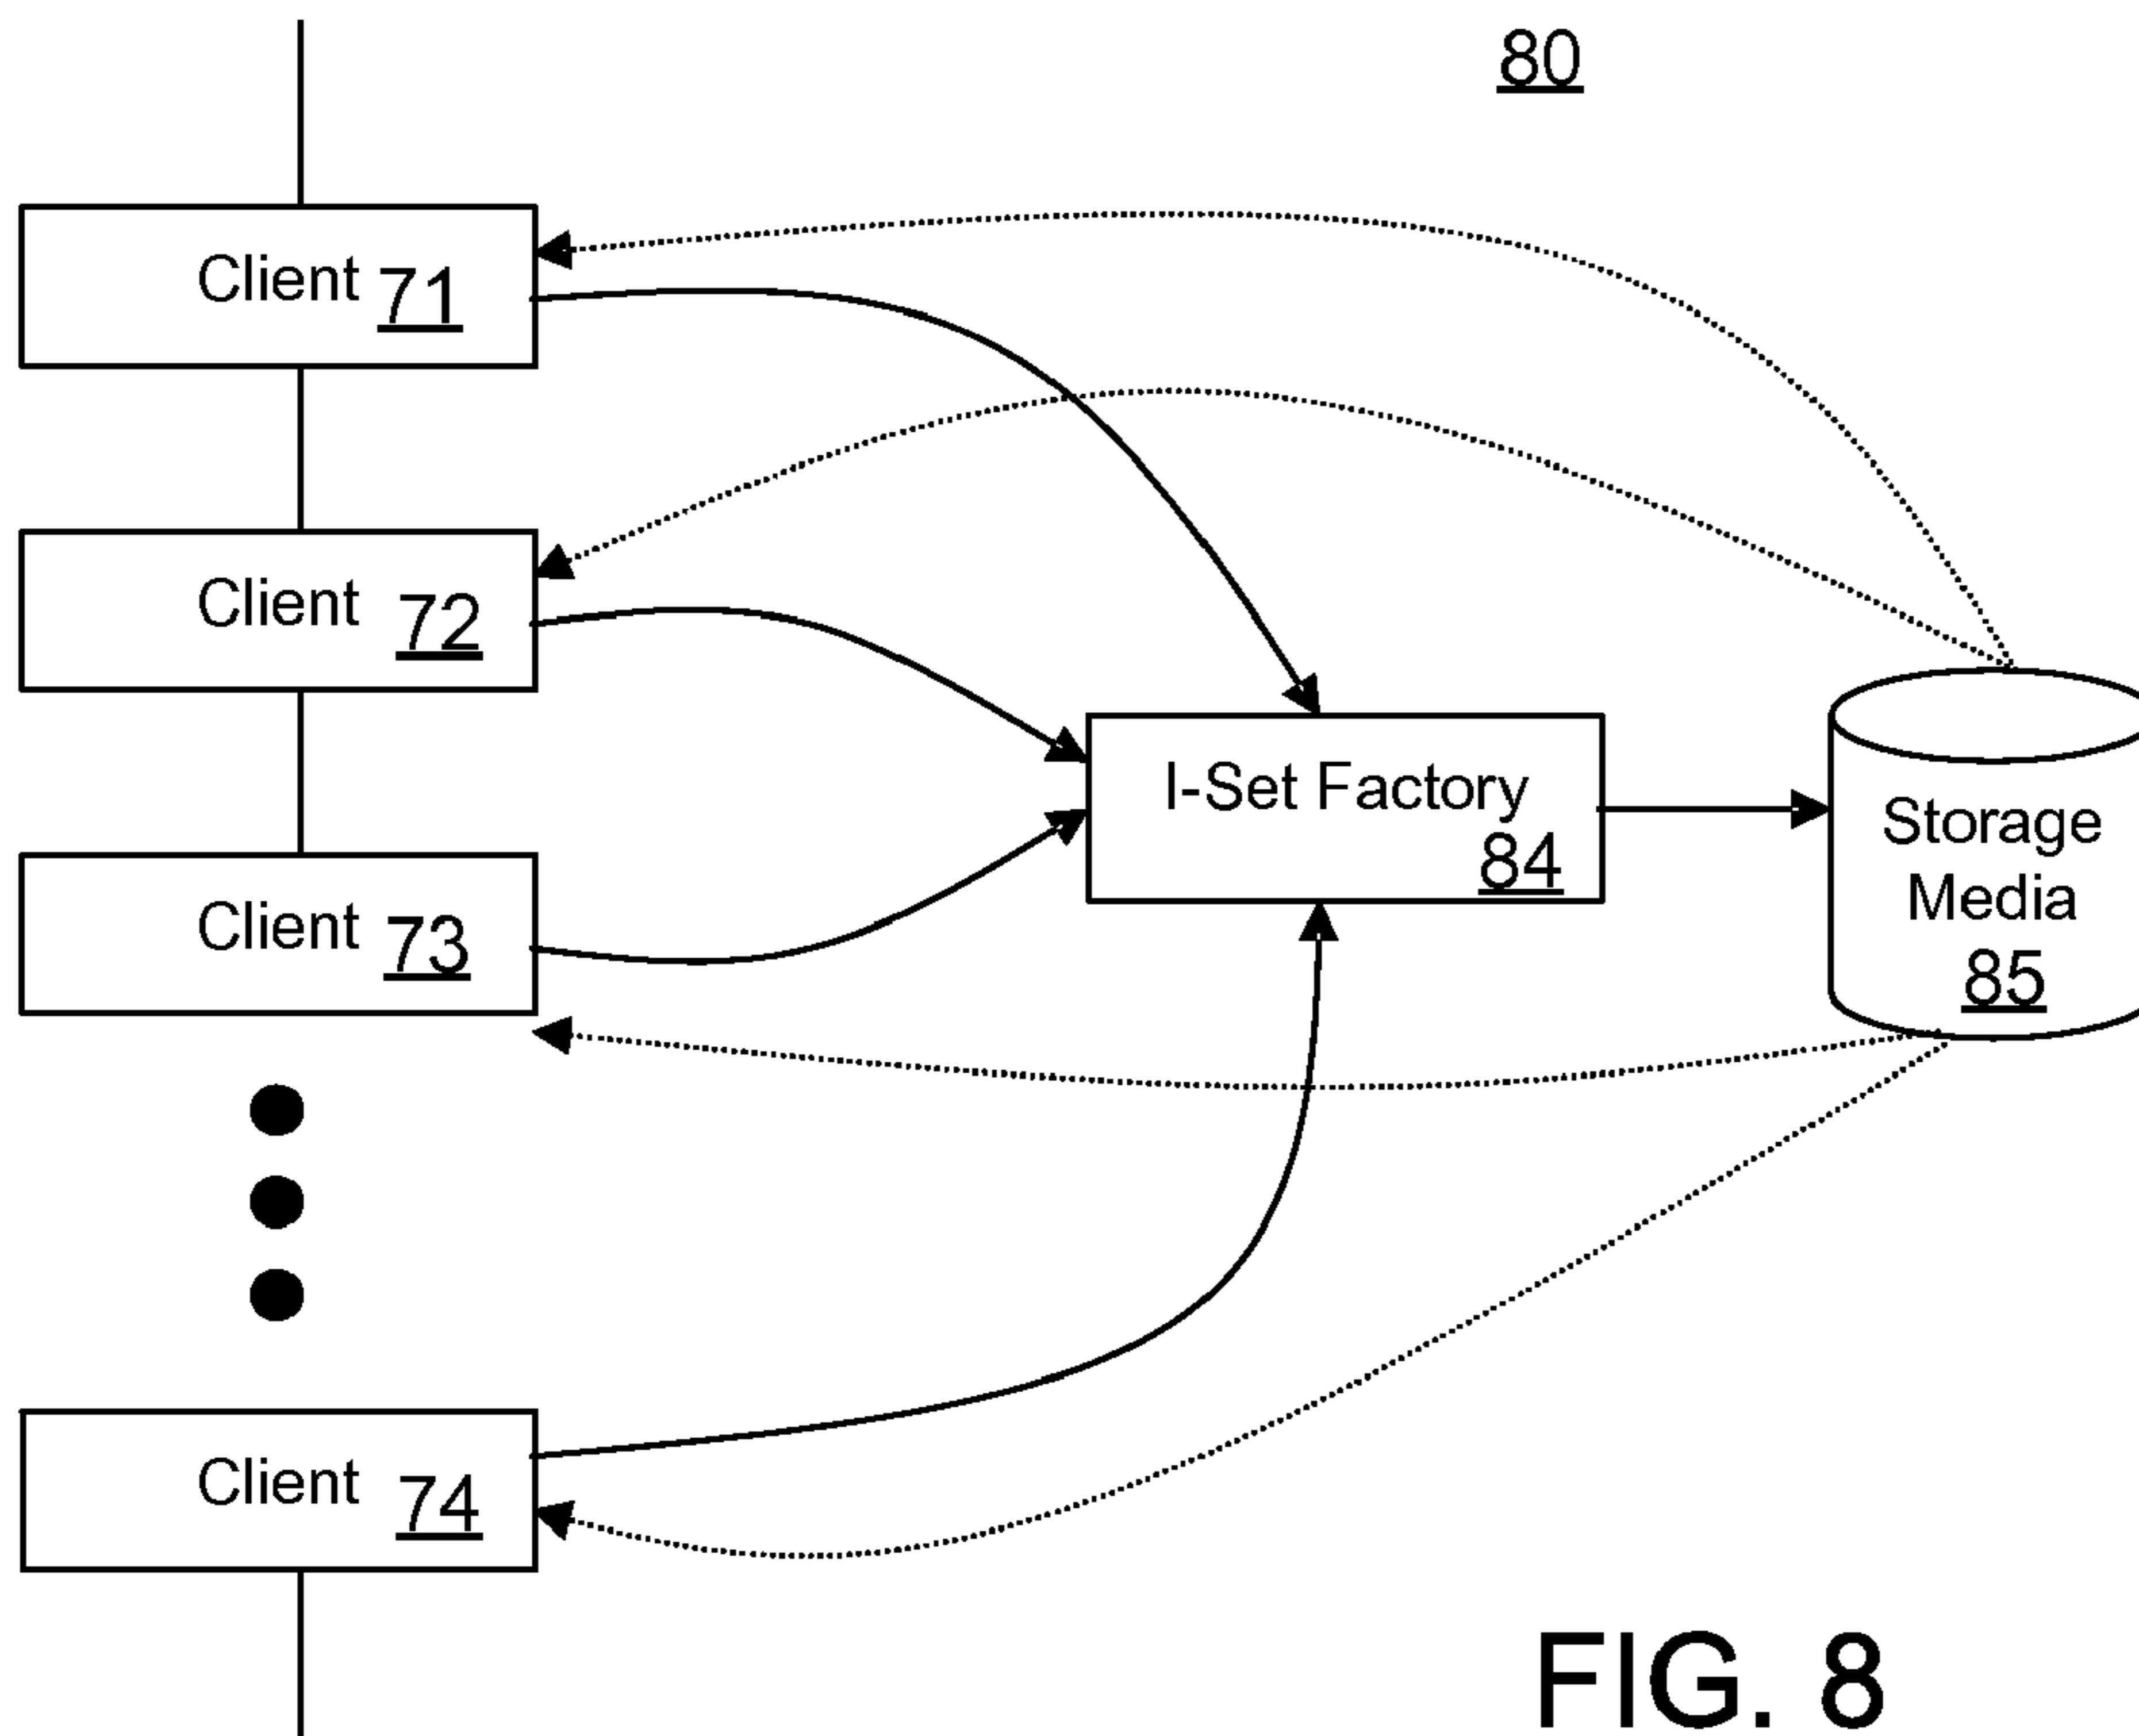 80
Client 71
Client 72
I-Set Factory
84
Storage
Media
85
Client 73
Client 74
FIG. 8